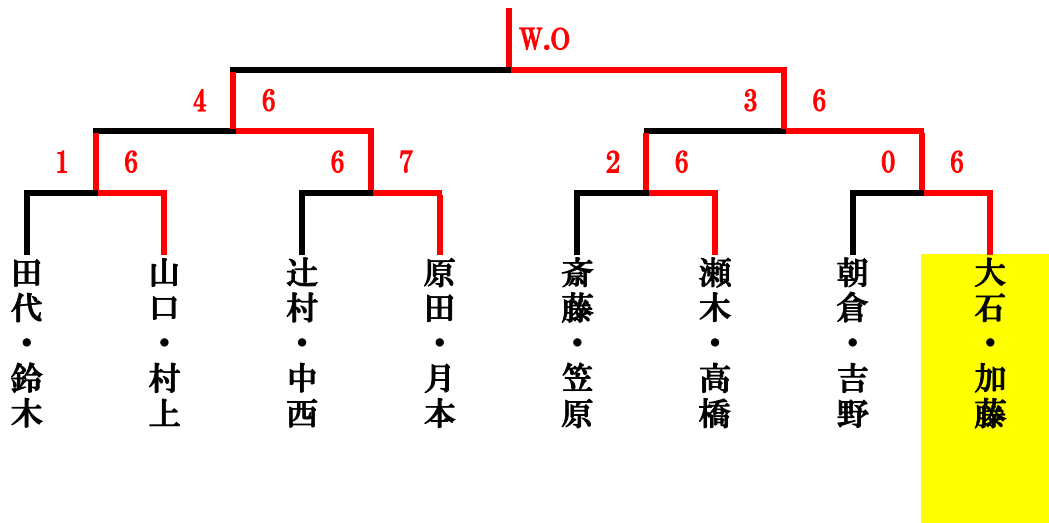 W.O
4 6 3 6
1 6 6 7 2 6 0 6
田代・鈴木
山口・村上
辻村・中西
原田・月本
斎藤・笠原
瀬木・高橋
朝倉・吉野
大石・加藤